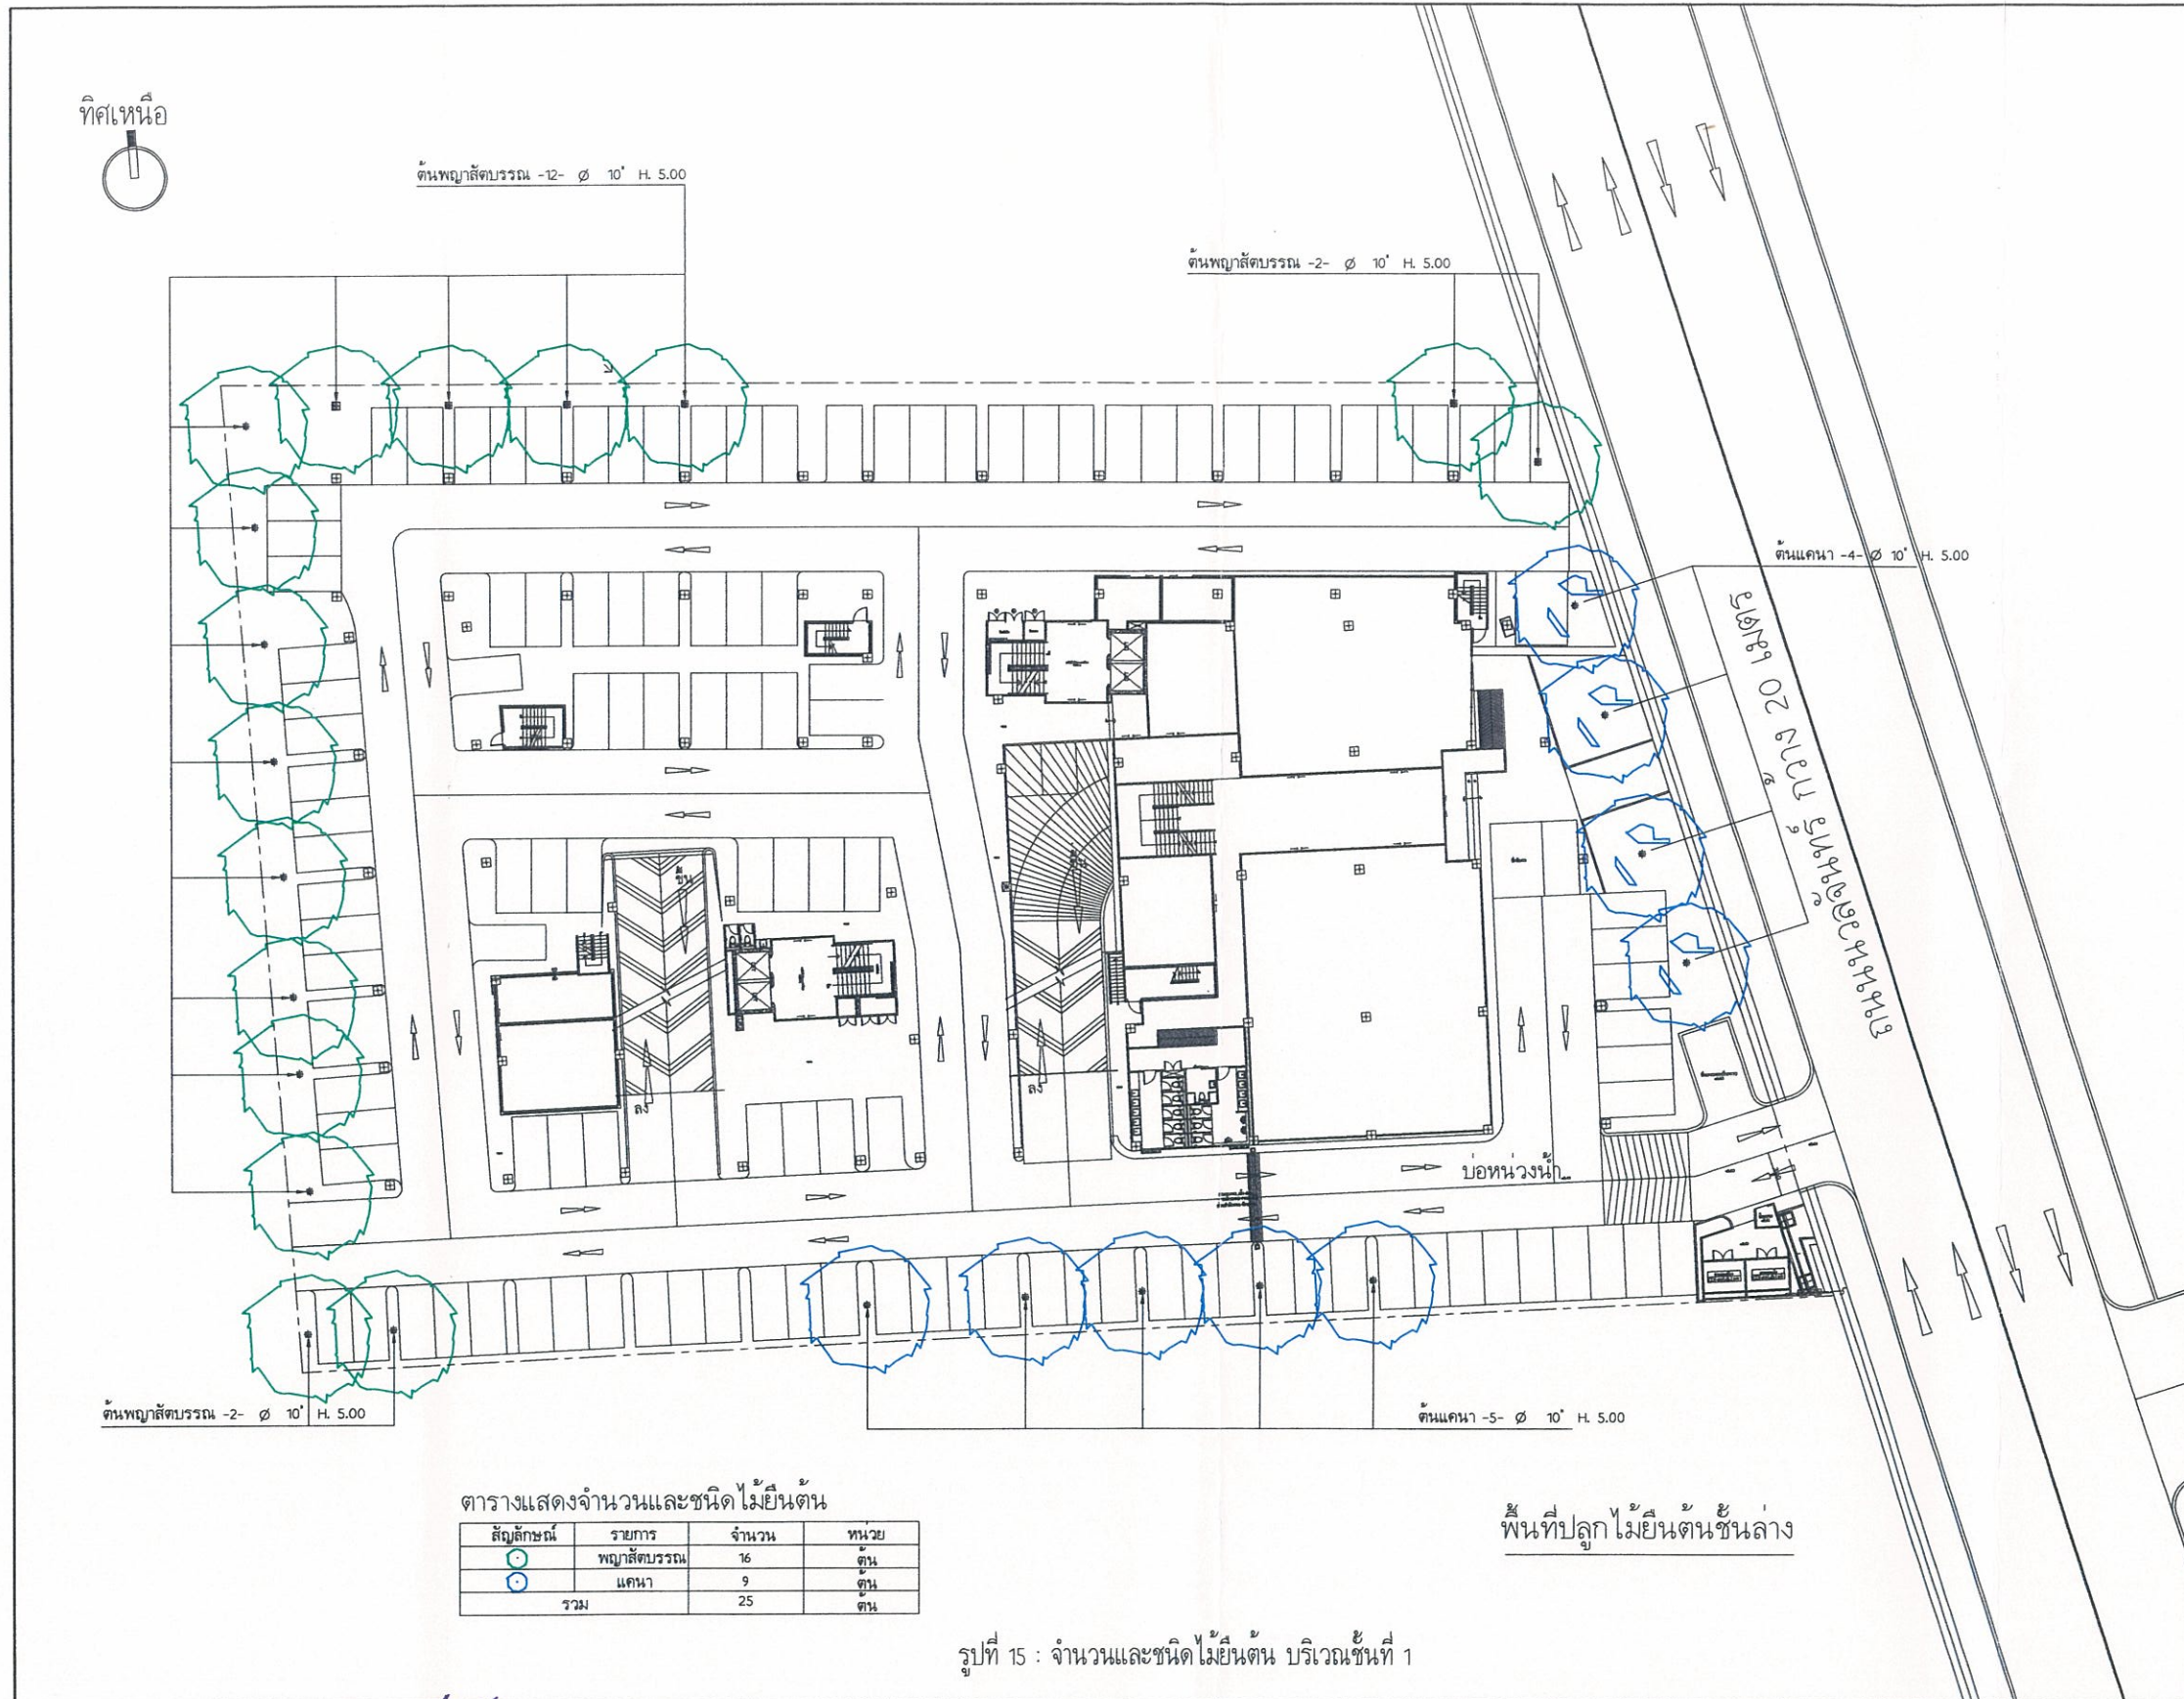 ทิศเหนือ
ต้นพญาสัตบรรณ -12- Ø 10" H. 5.00
ต้นพญาสัตบรรณ -2- Ø 10" H. 5.00
ต้นแคนา -4- Ø 10" H. 5.00
ถนนชลอลงขนรู้ กว้าง 20 เมตร
ขึ้น
ลง
ลง
บ่อหน่วงน้ำ
ต้นพญาสัตบรรณ -2- Ø 10" H. 5.00
ต้นแคนา -5- Ø 10" H. 5.00
ตารางแสดงจำนวนและชนิดไม้ยืนต้น
สัญลักษณ์ รายการ จำนวน หน่วย
พญาสัตบรรณ 16 ต้น
แคนา 9 ต้น
รวม 25 ต้น
พื้นที่ปลูกไม้ยืนต้นชั้นล่าง
รูปที่ 15 : จำนวนและชนิดไม้ยืนต้น บริเวณชั้นที่ 1